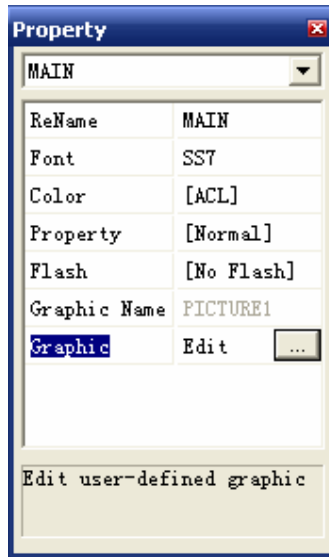 Property
MAIN
ReName MAIN
Font SS7
Color [ACL]
Property [Normal]
Flash [No Flash]
Graphic Name PICTURE1
Graphic Edit ...
Edit user-defined graphic